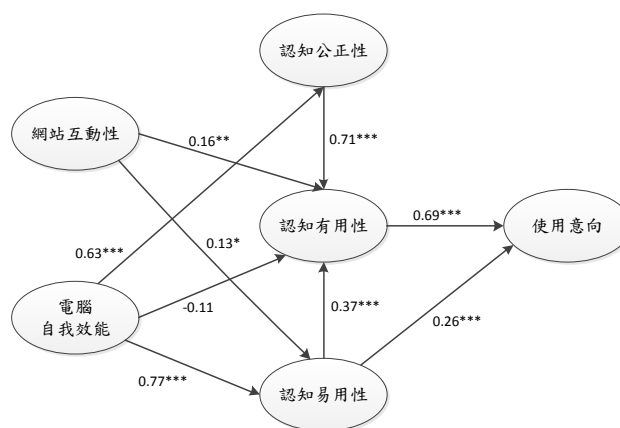 認知公正性
網站互動性
0.16**
0.71***
認知有用性
0.69***
使用意向
0.63***
0.13*
電腦
自我效能
-0.11
0.37***
0.26***
0.77***
認知易用性